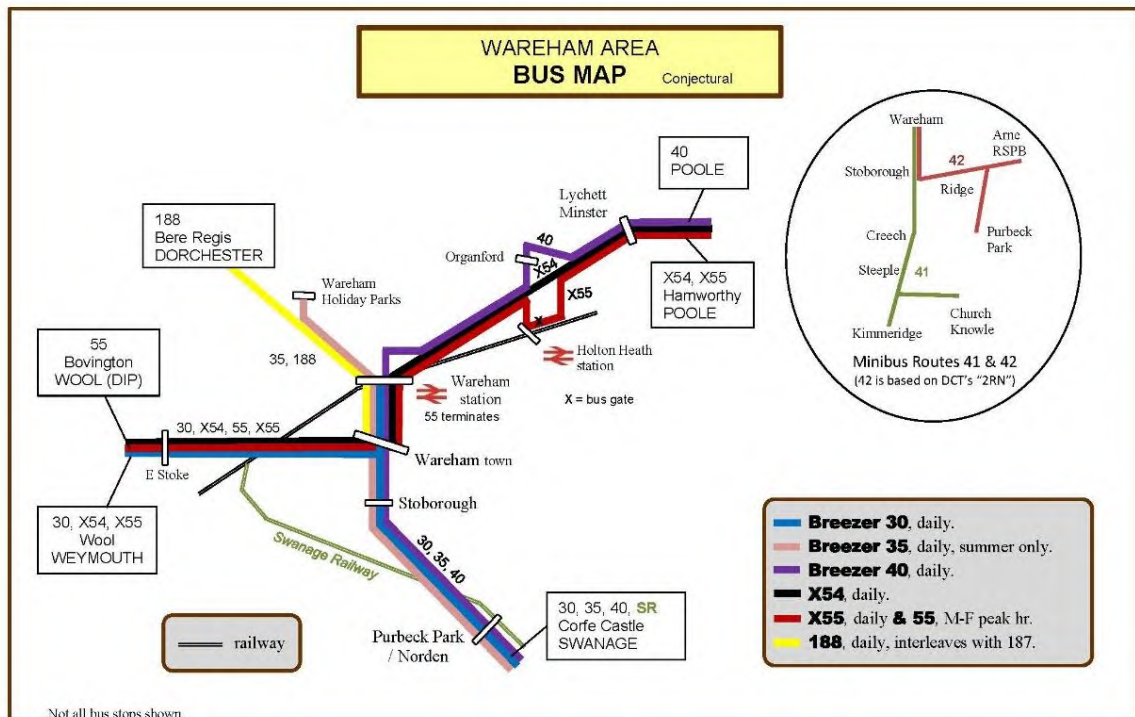 WAREHAM AREA
BUS MAP Conjectural
40
POOLE
Lychett
Minster
188
Bere Regis
DORCHESTER
40
Organford
X54
X55
X54, X55
Hamworthy
POOLE
Wareham
Holiday Parks
X
35, 188
Holton Heath
station
Wareham
station
55 terminates
X = bus gate
55
Bovington
WOOL (DIP)
30, X54, 55, X55
E Stoke
Wareham town
30, X54, X55
Wool
WEYMOUTH
Stoborough
Swanage Railway
30, 35, 40
30, 35, 40, SR
Corfe Castle
SWANAGE
Purbeck Park
/ Norden
railway
Not all bus stops shown
Wareham
Arne
RSPB
42
Stoborough
Ridge
Creech
Purbeck
Park
Steeple
41
Church
Knowle
Kimmeridge
Minibus Routes 41 & 42
(42 is based on DCT's "2RN")
Breezer 30, daily.
Breezer 35, daily, summer only.
Breezer 40, daily.
X54, daily.
X55, daily & 55, M-F peak hr.
188, daily, interleaves with 187.